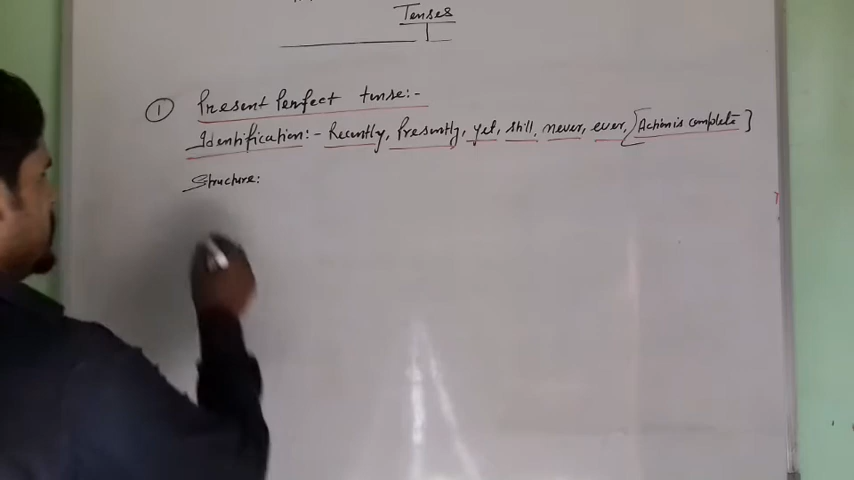 Tenses
① Present Perfect tense:-
Identification:- Recently, Presently, yet, still, never, ever, [Action is complete]
Structure: